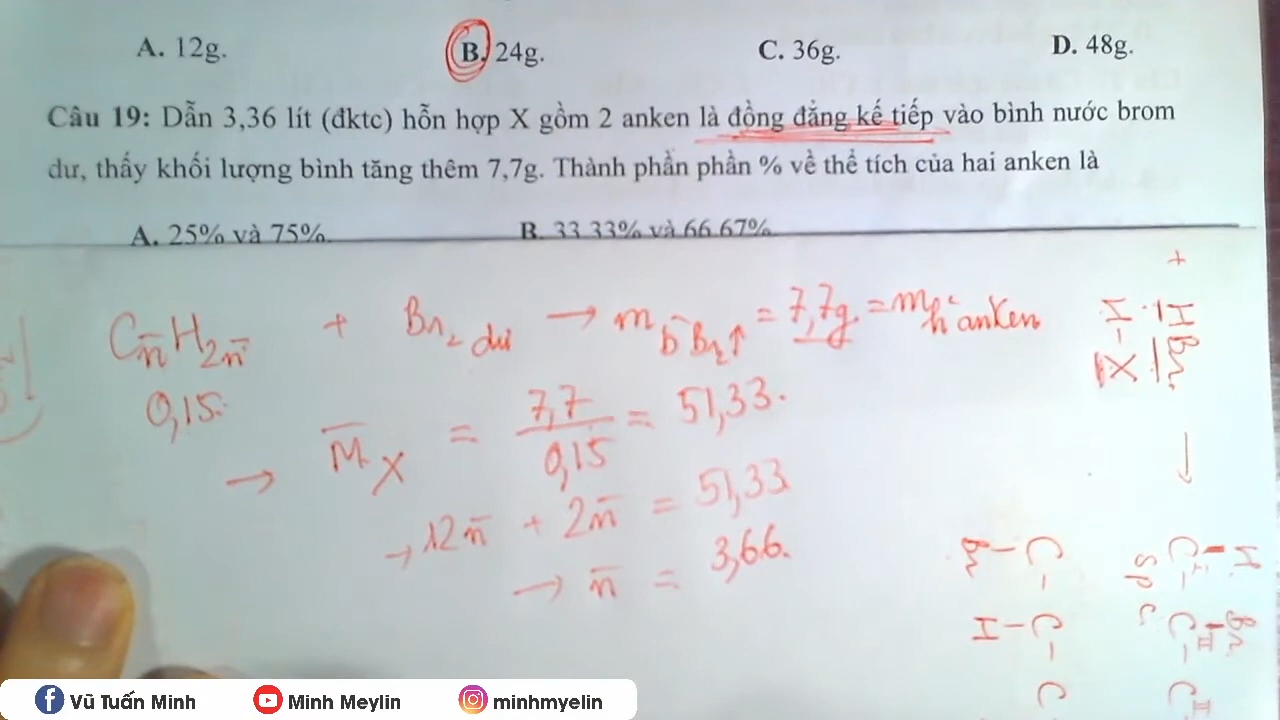 A. 12g. B. 24g. C. 36g. D. 48g.
Câu 19: Dẫn 3,36 lít (đktc) hỗn hợp X gồm 2 anken là đồng đẳng kế tiếp vào bình nước brom
dư, thấy khối lượng bình tăng thêm 7,7g. Thành phần phần % về thể tích của hai anken là
A. 25% và 75%. B. 33,33% và 66,67%
Cn̄H2n̄ + Br2 dư → m b̄ Br2↑ = 7,7g = m hh anken
0,15
→ M̄X = 7,7/0,15 = 51,33.
→ 12n̄ + 2n̄ = 51,33
→ n̄ = 3,66.
Vũ Tuấn Minh Minh Meylin minhmyelin